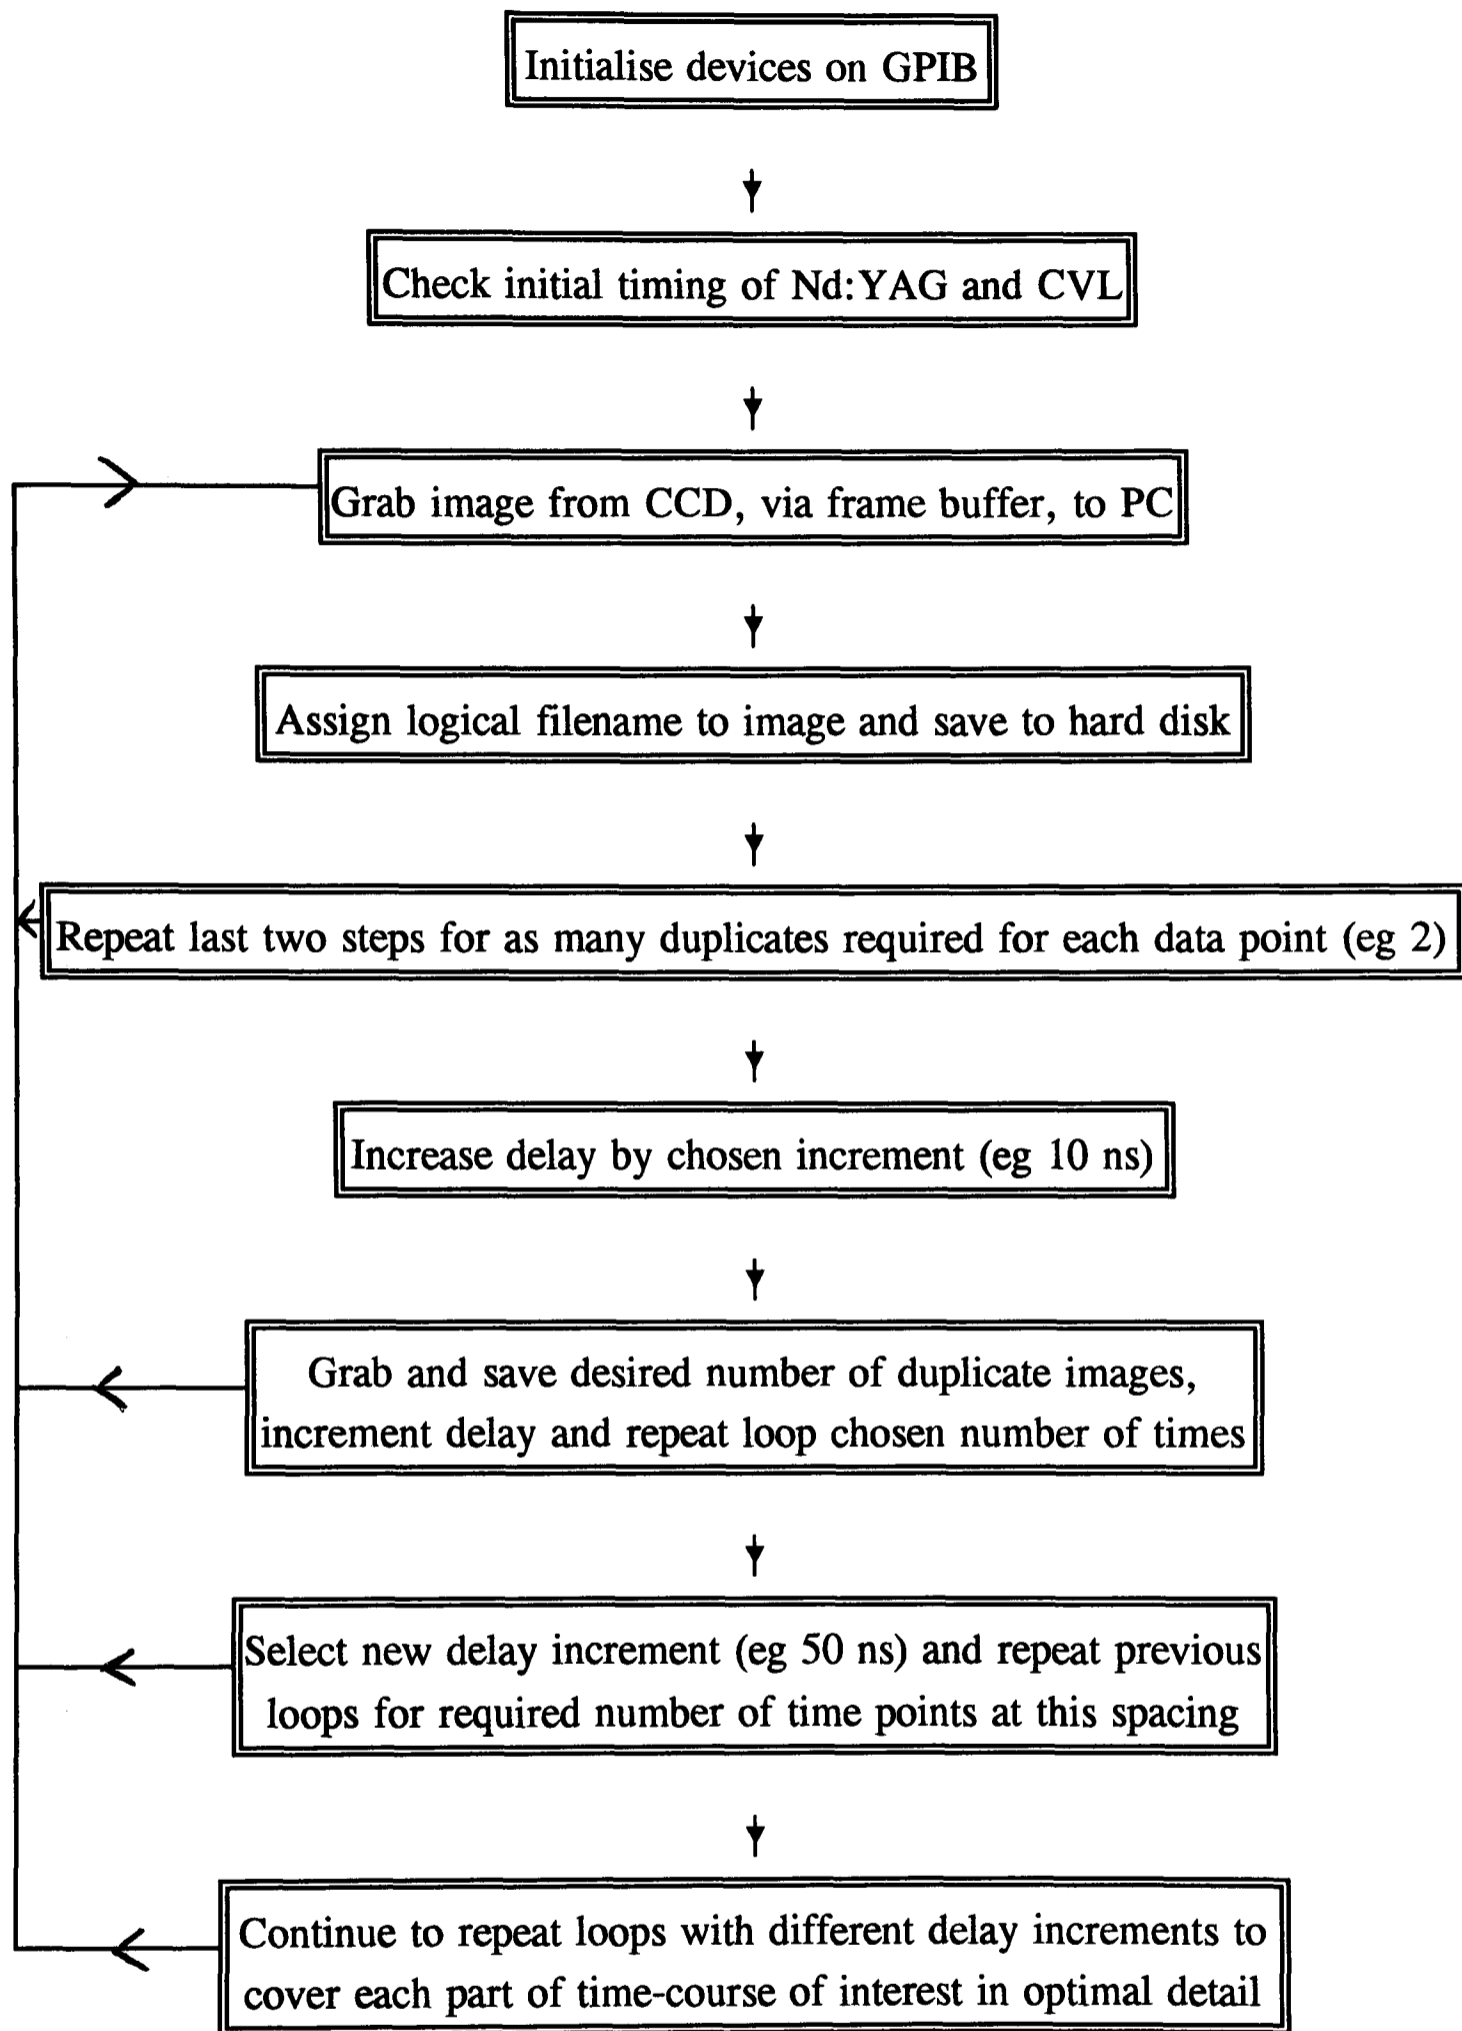 Initialise devices on GPIB
Check initial timing of Nd:YAG and CVL
Grab image from CCD, via frame buffer, to PC
Assign logical filename to image and save to hard disk
Repeat last two steps for as many duplicates required for each data point (eg 2)
Increase delay by chosen increment (eg 10 ns)
Grab and save desired number of duplicate images,
increment delay and repeat loop chosen number of times
Select new delay increment (eg 50 ns) and repeat previous
loops for required number of time points at this spacing
Continue to repeat loops with different delay increments to
cover each part of time-course of interest in optimal detail